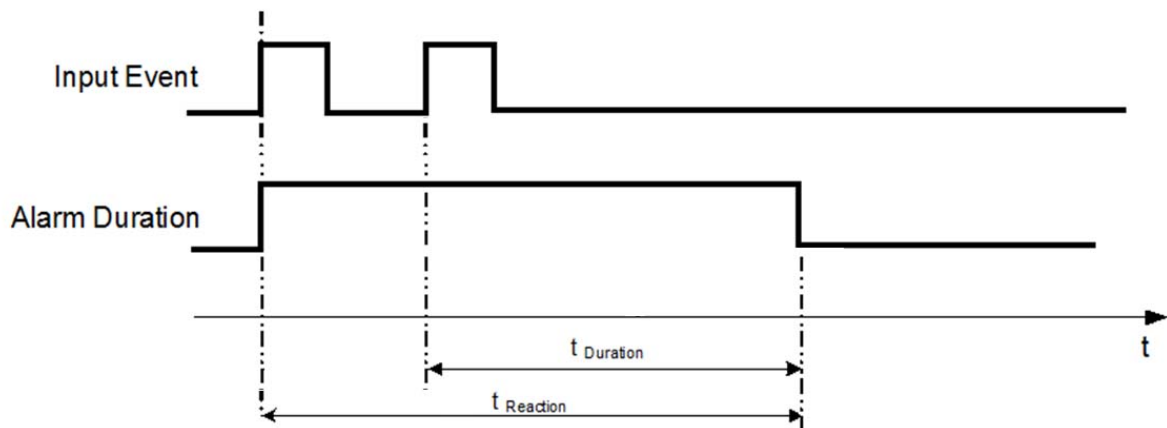 Input Event
Alarm Duration
t
t Duration
t Reaction